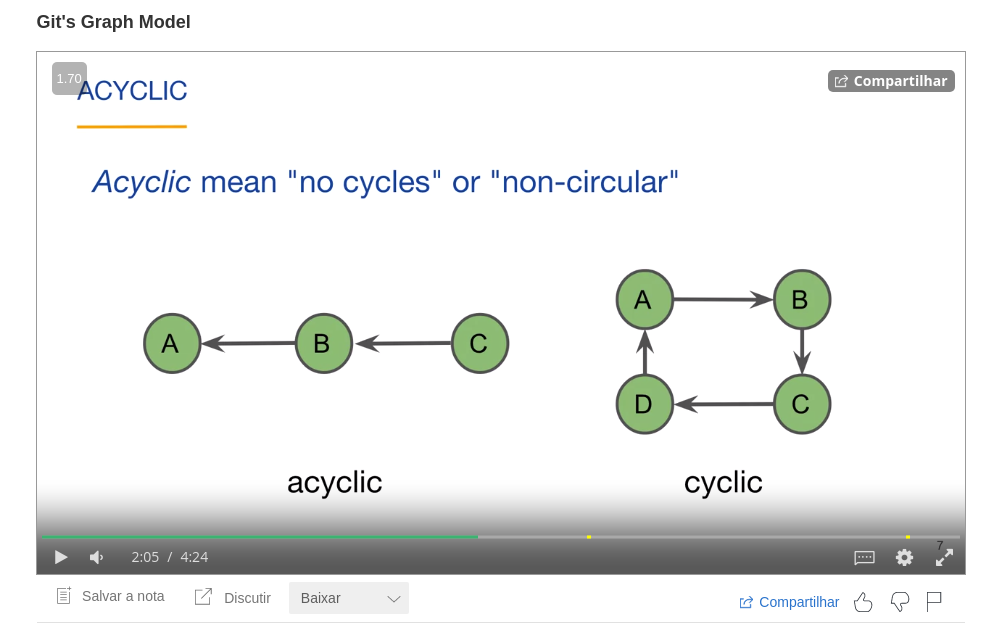 Git's Graph Model
1.70
ACYCLIC
Compartilhar
Acyclic mean "no cycles" or "non-circular"
A B C
A B
D C
acyclic
cyclic
2:05 / 4:24
7
Salvar a nota
Discutir
Baixar
Compartilhar